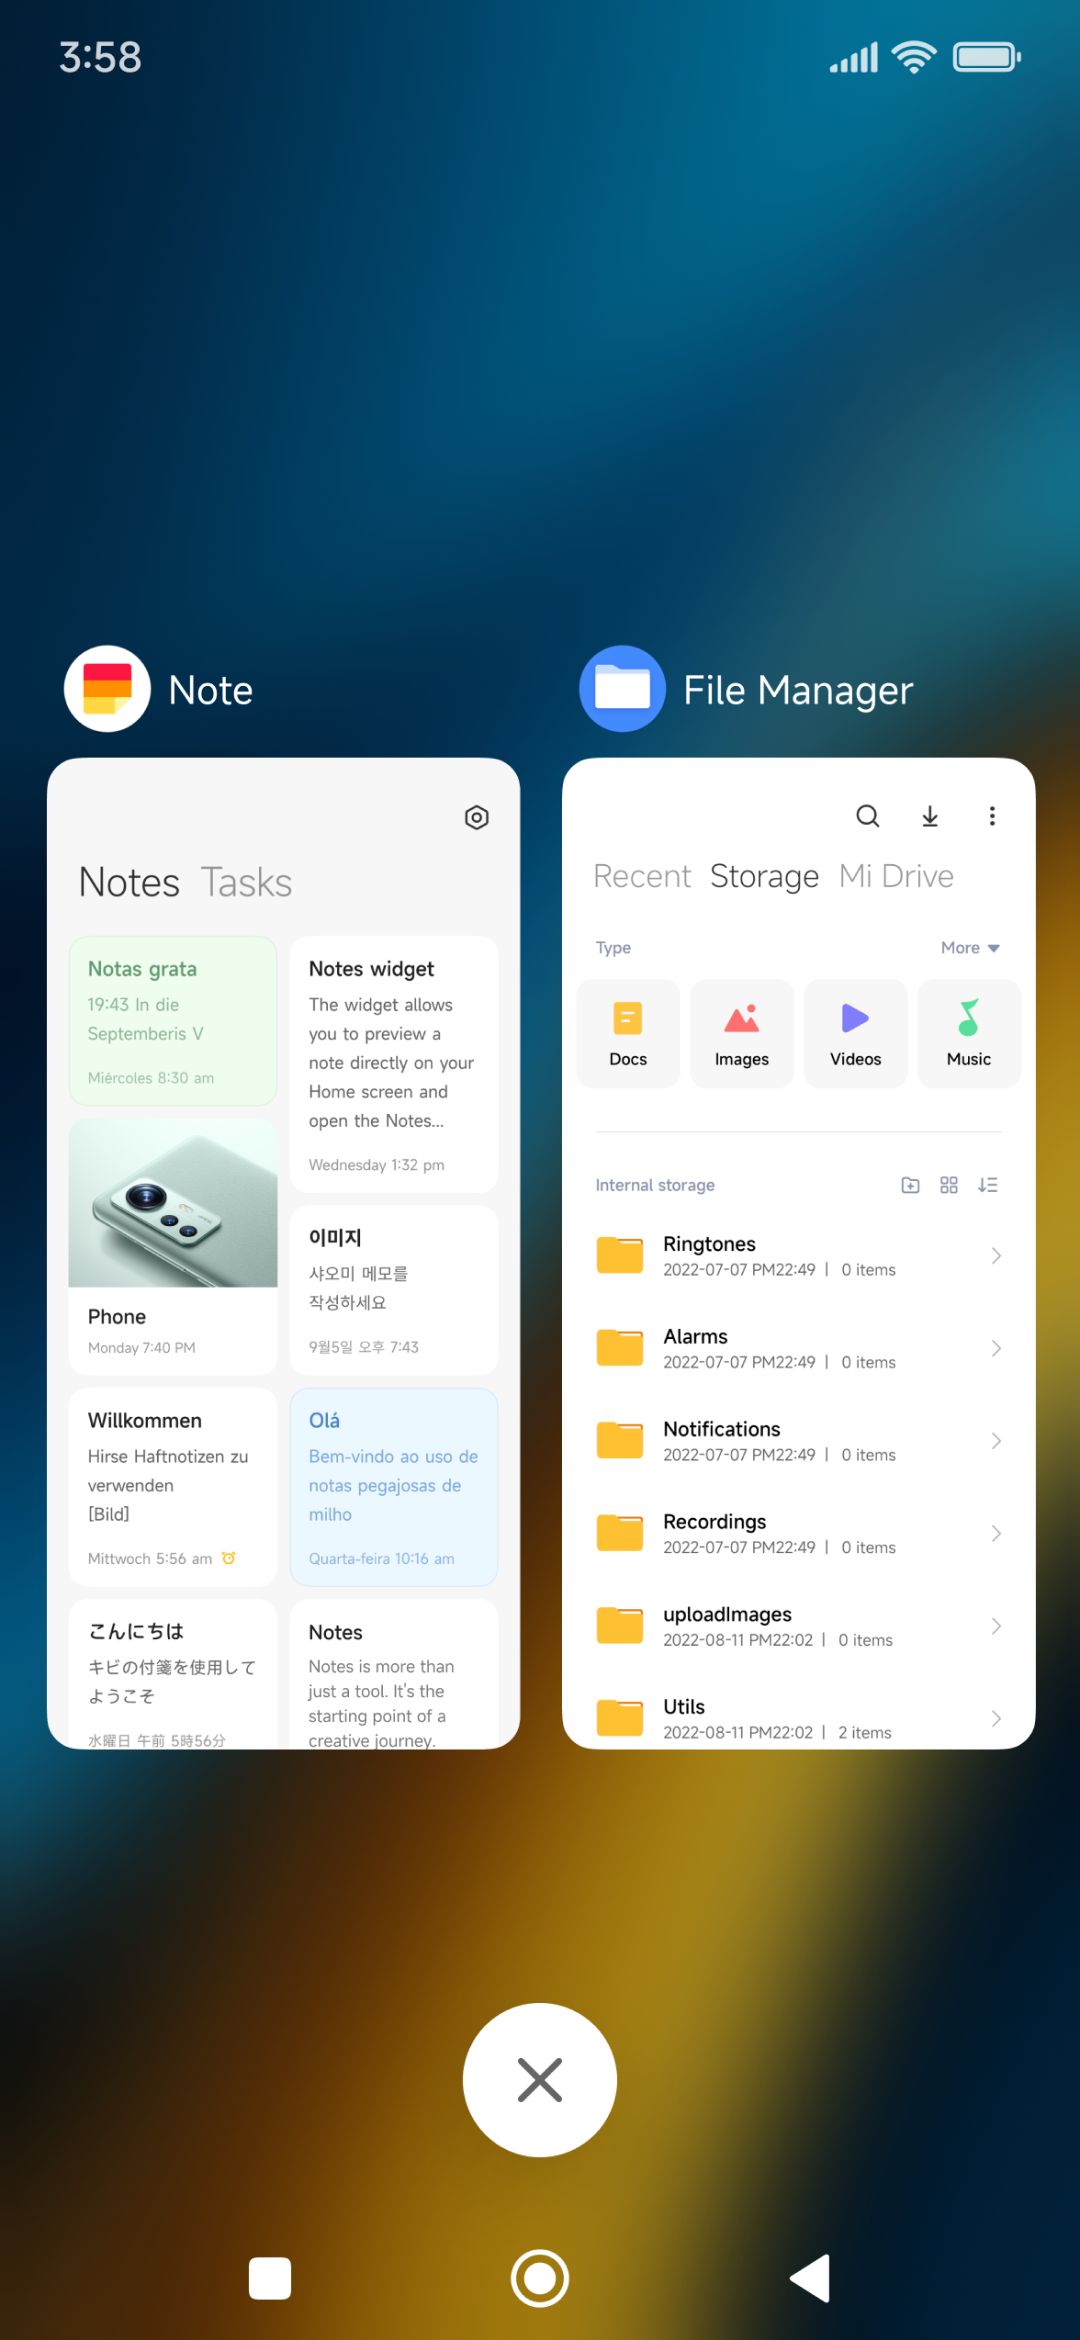 3:58
Note
Notes Tasks
Notas grata
19:43 In die
Septemberis V
Miércoles 8:30 am
Phone
Monday 7:40 PM
Willkommen
Hirse Haftnotizen zu
verwenden
[Bild]
Mittwoch 5:56 am
こんにちは
キビの付箋を使用して
ようこそ
水曜日 午前 5時56分
Notes widget
The widget allows
you to preview a
note directly on your
Home screen and
open the Notes...
Wednesday 1:32 pm
이미지
샤오미 메모를
작성하세요
9월5일 오후 7:43
Olá
Bem-vindo ao uso de
notas pegajosas de
milho
Quarta-feira 10:16 am
Notes
Notes is more than
just a tool. It's the
starting point of a
creative journey.
File Manager
Recent Storage Mi Drive
Type More
Docs Images Videos Music
Internal storage
Ringtones
2022-07-07 PM22:49 | 0 items
Alarms
2022-07-07 PM22:49 | 0 items
Notifications
2022-07-07 PM22:49 | 0 items
Recordings
2022-07-07 PM22:49 | 0 items
uploadImages
2022-08-11 PM22:02 | 0 items
Utils
2022-08-11 PM22:02 | 2 items